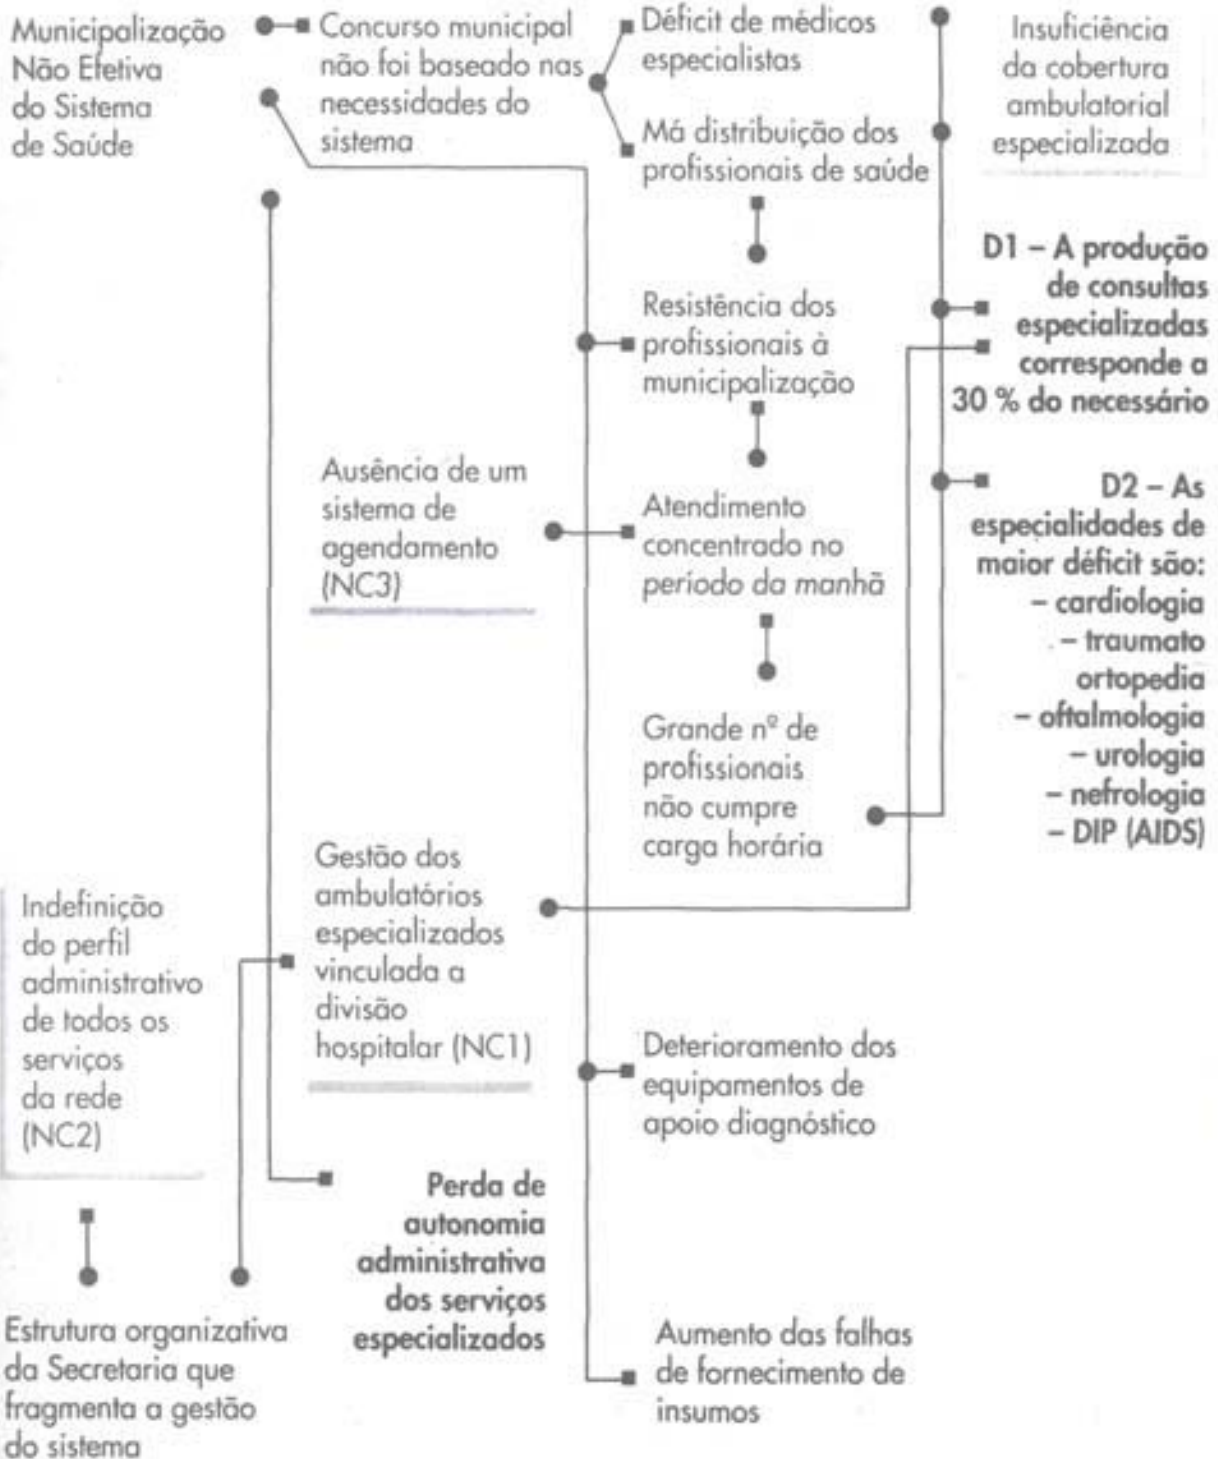 Municipalização
Não Efetiva
do Sistema
de Saúde
Concurso municipal
não foi baseado nas
necessidades do
sistema
Déficit de médicos
especialistas
Má distribuição dos
profissionais de saúde
Insuficiência
da cobertura
ambulatorial
especializada
Resistência dos
profissionais à
municipalização
D1 – A produção
de consultas
especializadas
corresponde a
30 % do necessário
Ausência de um
sistema de
agendamento
(NC3)
Atendimento
concentrado no
período da manhã
D2 – As
especialidades de
maior déficit são:
– cardiologia
– traumato
ortopedia
– oftalmologia
– urologia
– nefrologia
– DIP (AIDS)
Grande nº de
profissionais
não cumpre
carga horária
Gestão dos
ambulatórios
especializados
vinculada a
divisão
hospitalar (NC1)
Indefinição
do perfil
administrativo
de todos os
serviços
da rede
(NC2)
Deterioramento dos
equipamentos de
apoio diagnóstico
Perda de
autonomia
administrativa
dos serviços
especializados
Estrutura organizativa
da Secretaria que
fragmenta a gestão
do sistema
Aumento das falhas
de fornecimento de
insumos